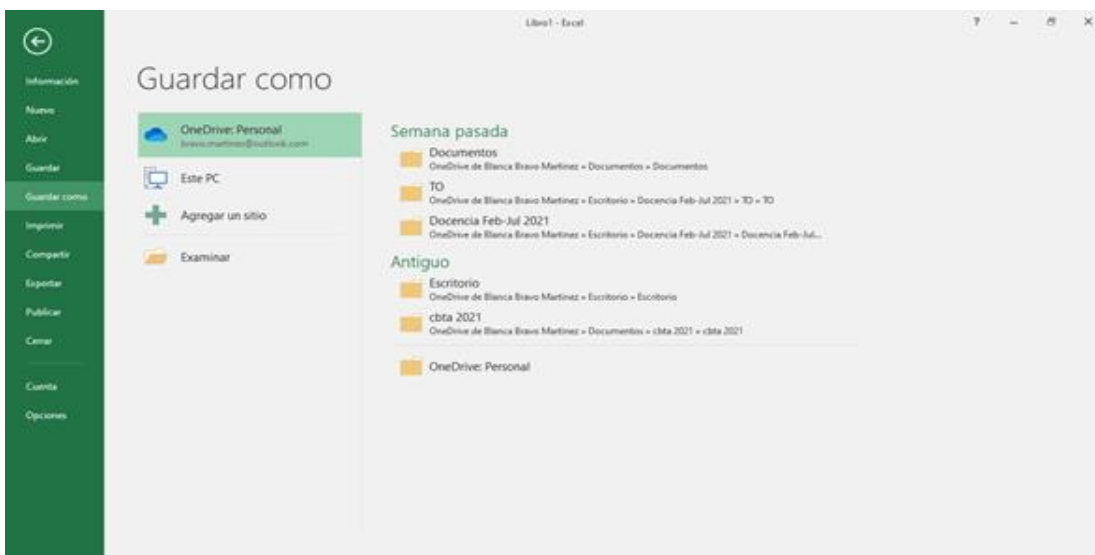 Libro1 - Excel
?
Información
Nuevo
Abrir
Guardar
Guardar como
Imprimir
Compartir
Exportar
Publicar
Cerrar
Cuenta
Opciones
Guardar como
OneDrive: Personal
bravo.martinez@outlook.com
Este PC
Agregar un sitio
Examinar
Semana pasada
Documentos
OneDrive de Blanca Bravo Martinez » Documentos » Documentos
TO
OneDrive de Blanca Bravo Martinez » Escritorio » Docencia Feb-Jul 2021 » TO » TO
Docencia Feb-Jul 2021
OneDrive de Blanca Bravo Martinez » Escritorio » Docencia Feb-Jul 2021 » Docencia Feb-Jul...
Antiguo
Escritorio
OneDrive de Blanca Bravo Martinez » Escritorio » Escritorio
cbta 2021
OneDrive de Blanca Bravo Martinez » Documentos » cbta 2021 » cbta 2021
OneDrive: Personal